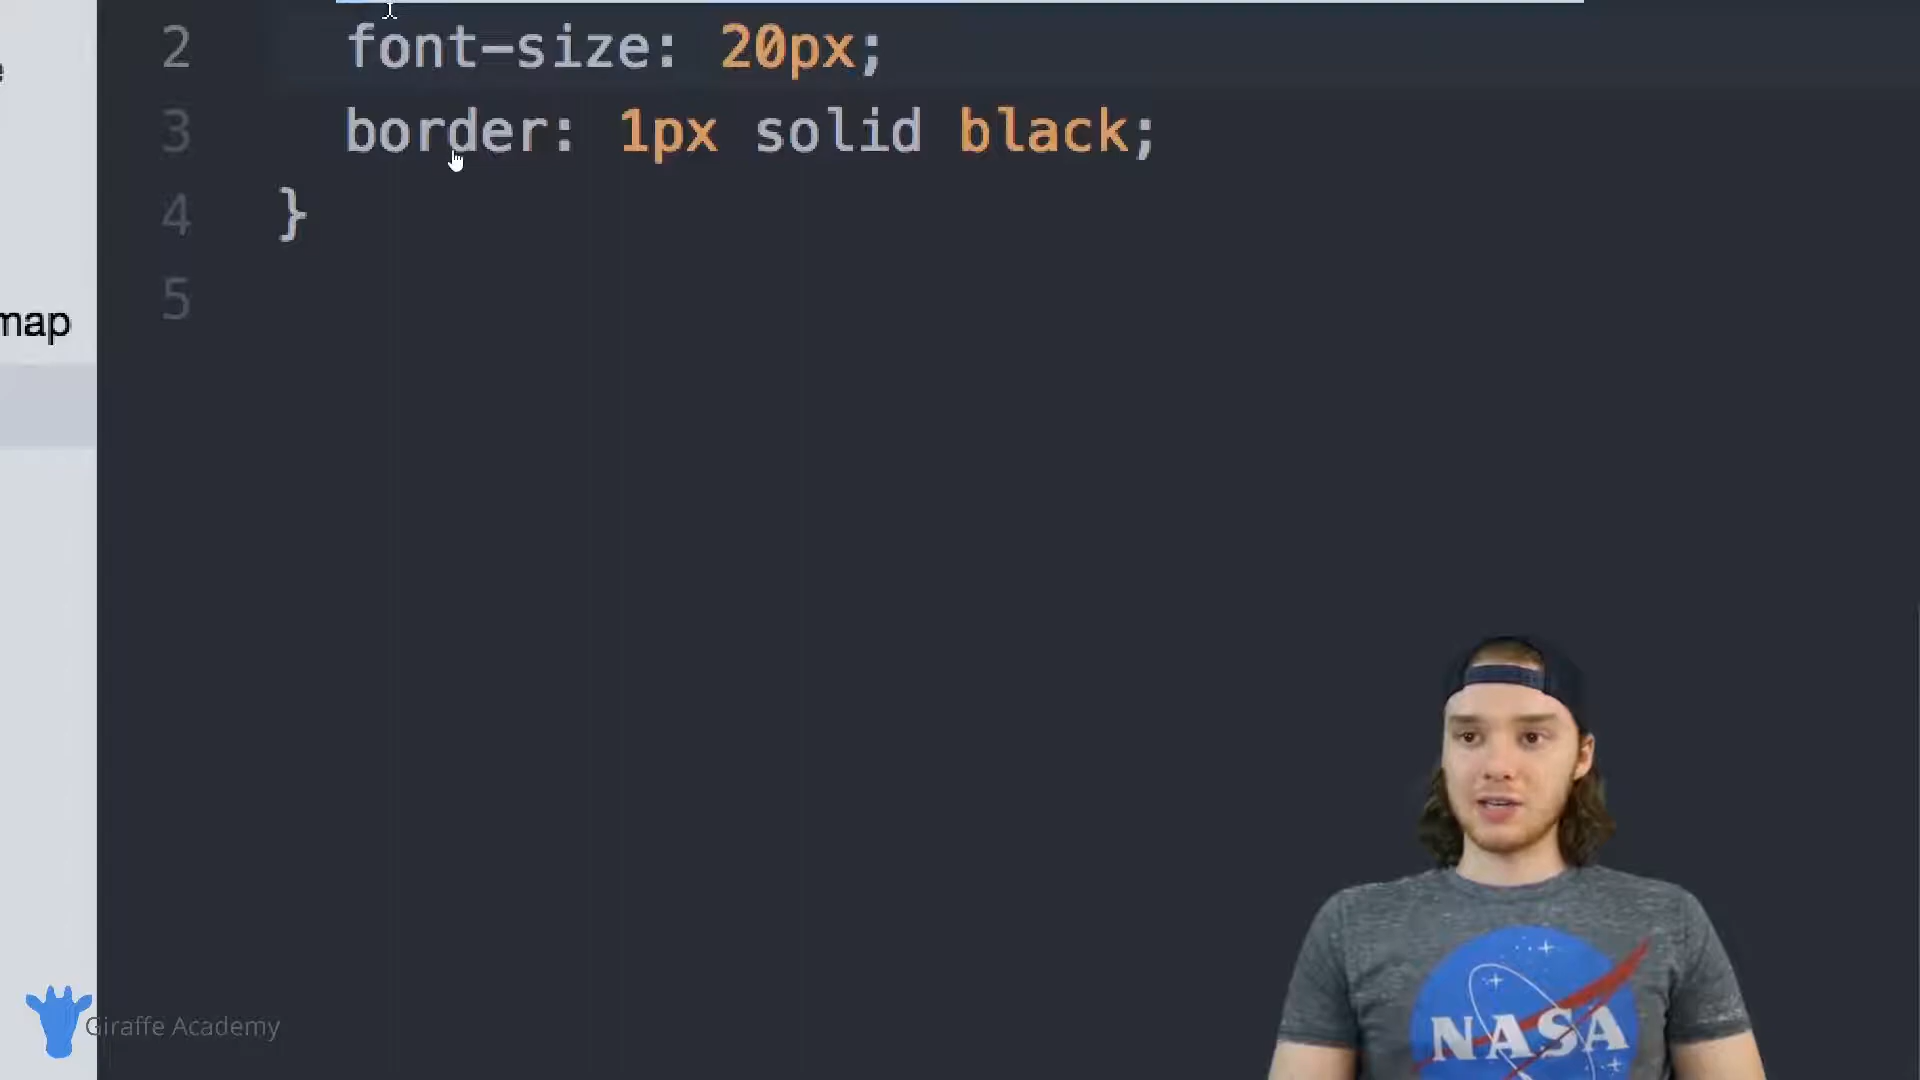 2 font-size: 20px;
3 border: 1px solid black;
4 }
5
map
NASA
Giraffe Academy